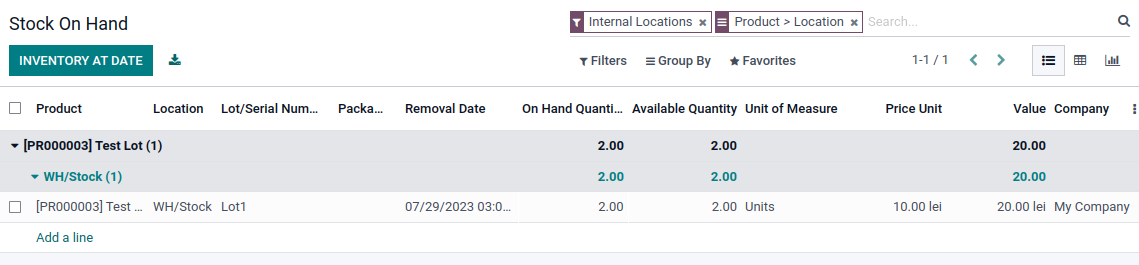 Stock On Hand
Internal Locations × Product > Location × Search...
INVENTORY AT DATE Filters Group By Favorites 1-1 / 1
Product Location Lot/Serial Num... Packa... Removal Date On Hand Quanti... Available Quantity Unit of Measure Price Unit Value Company
[PR000003] Test Lot (1) 2.00 2.00 20.00
WH/Stock (1) 2.00 2.00 20.00
[PR000003] Test ... WH/Stock Lot1 07/29/2023 03:0... 2.00 2.00 Units 10.00 lei 20.00 lei My Company
Add a line